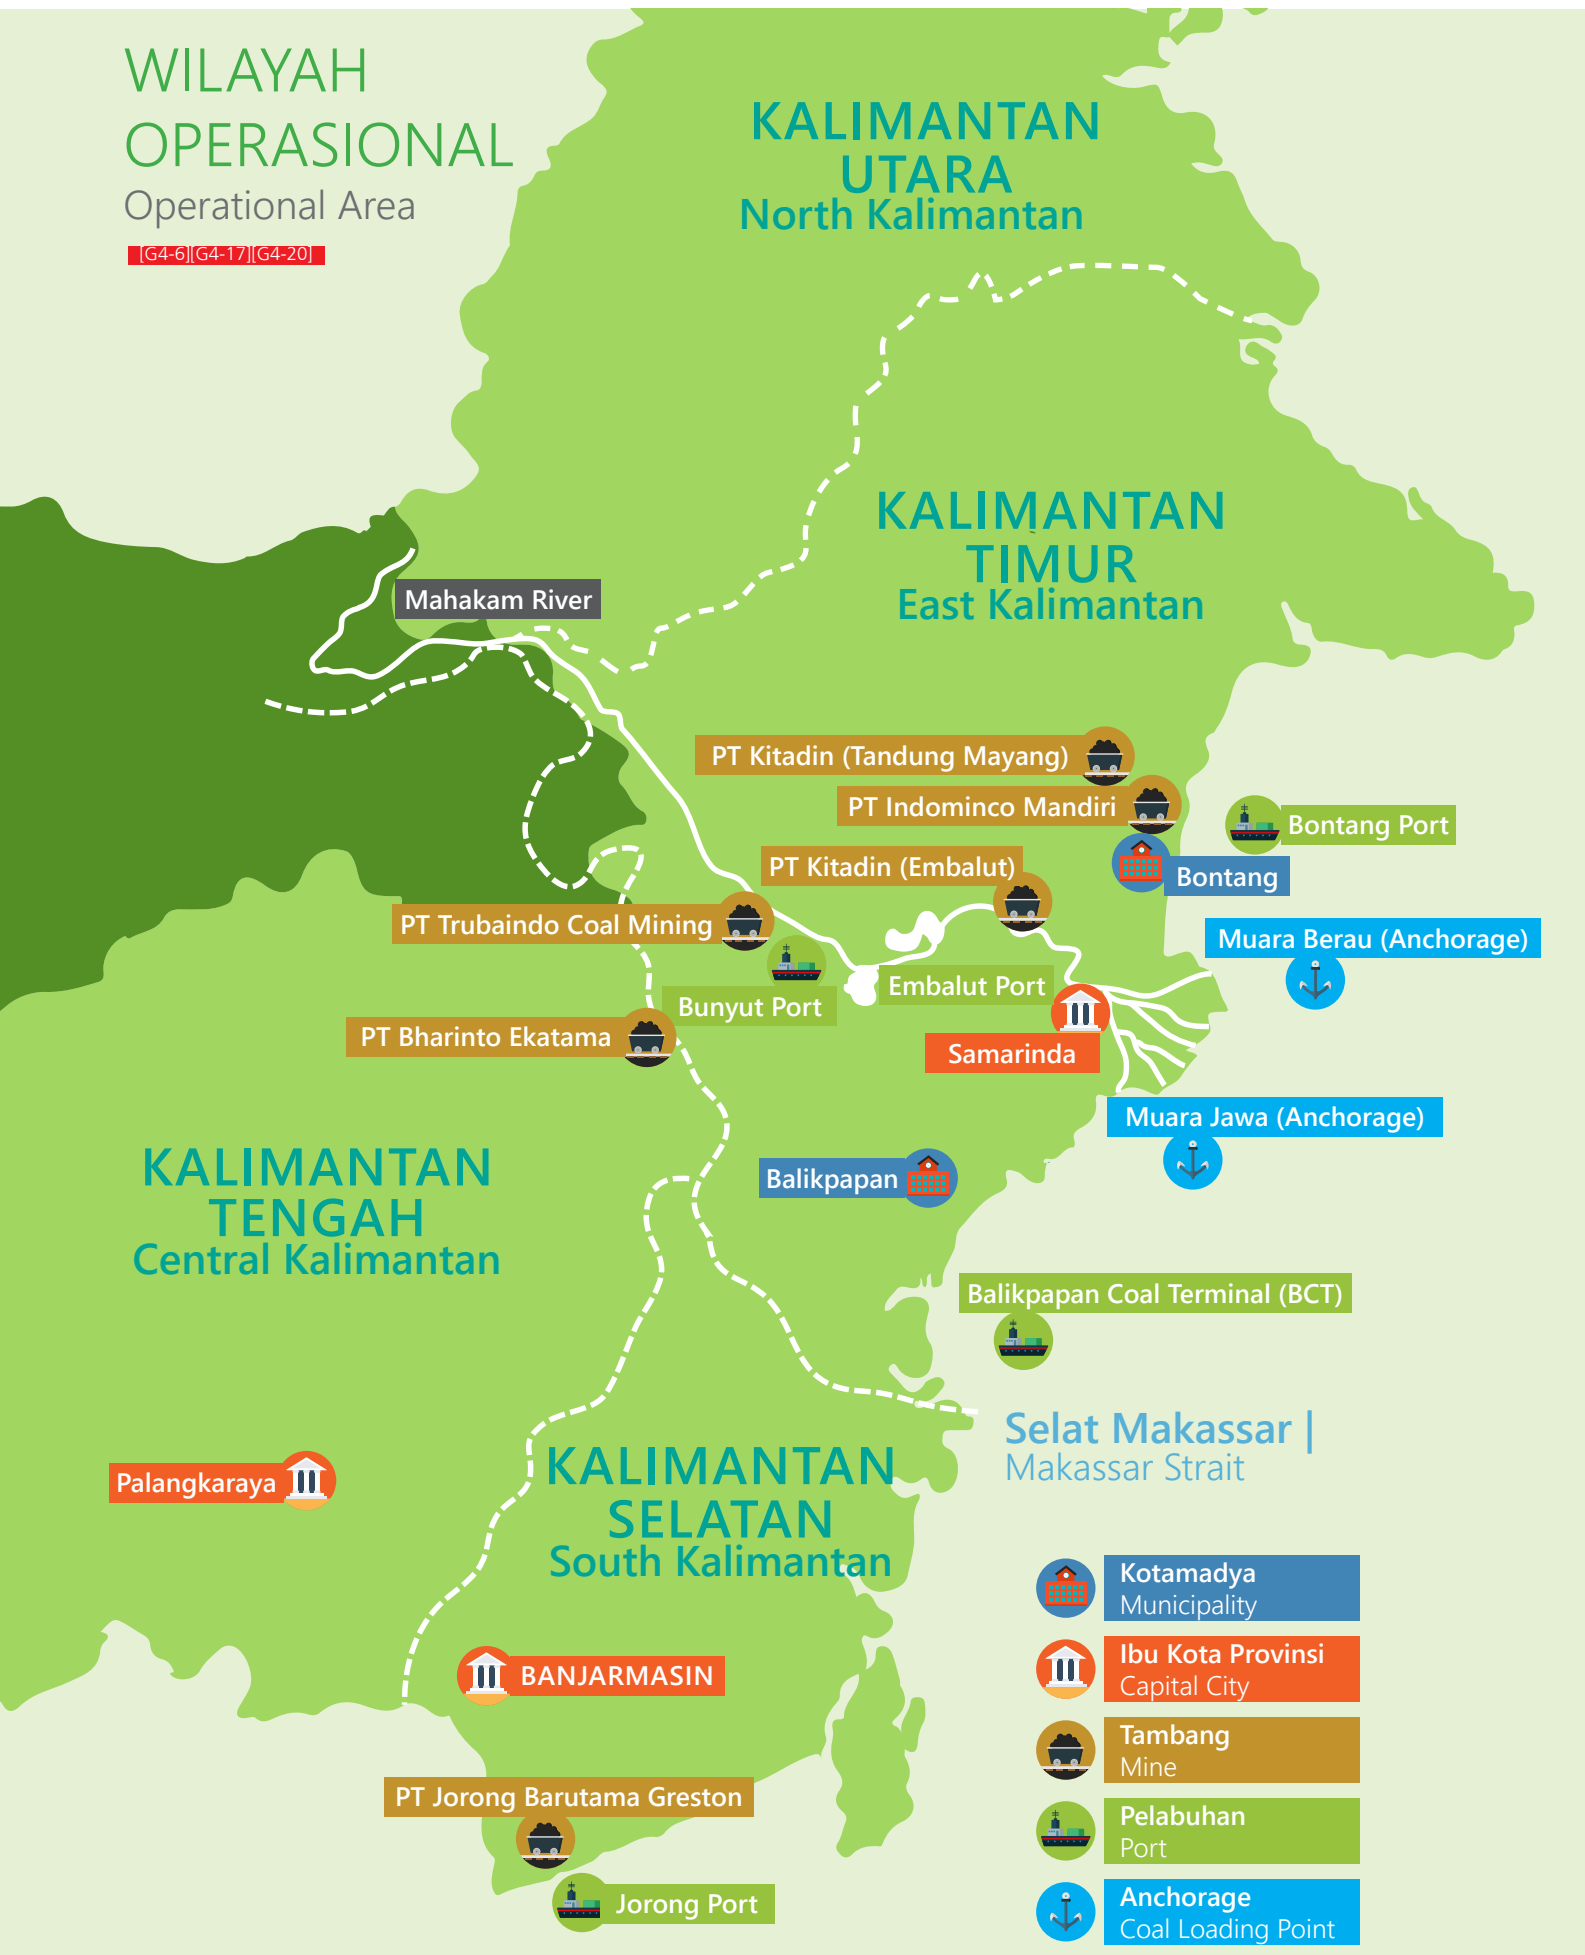 WILAYAH
OPERASIONAL
Operational Area
[G4-6][G4-17][G4-20]
KALIMANTAN
UTARA
North Kalimantan
KALIMANTAN
TIMUR
East Kalimantan
Mahakam River
PT Kitadin (Tandung Mayang)
PT Indominco Mandiri
Bontang Port
PT Kitadin (Embalut)
Bontang
PT Trubaindo Coal Mining
Muara Berau (Anchorage)
Embalut Port
Bunyut Port
PT Bharinto Ekatama
Samarinda
Muara Jawa (Anchorage)
KALIMANTAN
TENGAH
Central Kalimantan
Balikpapan
Balikpapan Coal Terminal (BCT)
Selat Makassar |
Makassar Strait
Palangkaraya
KALIMANTAN
SELATAN
South Kalimantan
BANJARMASIN
PT Jorong Barutama Greston
Jorong Port
Kotamadya
Municipality
Ibu Kota Provinsi
Capital City
Tambang
Mine
Pelabuhan
Port
Anchorage
Coal Loading Point